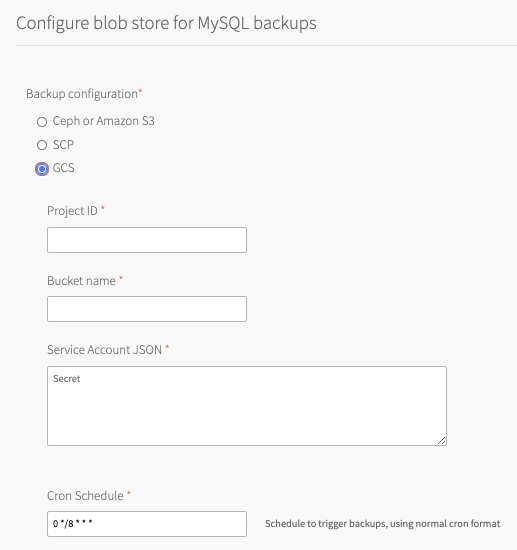 Configure blob store for MySQL backups
Backup configuration*
Ceph or Amazon S3
SCP
GCS
Project ID *
Bucket name *
Service Account JSON *
Secret
Cron Schedule *
0 */8 * * *
Schedule to trigger backups, using normal cron format